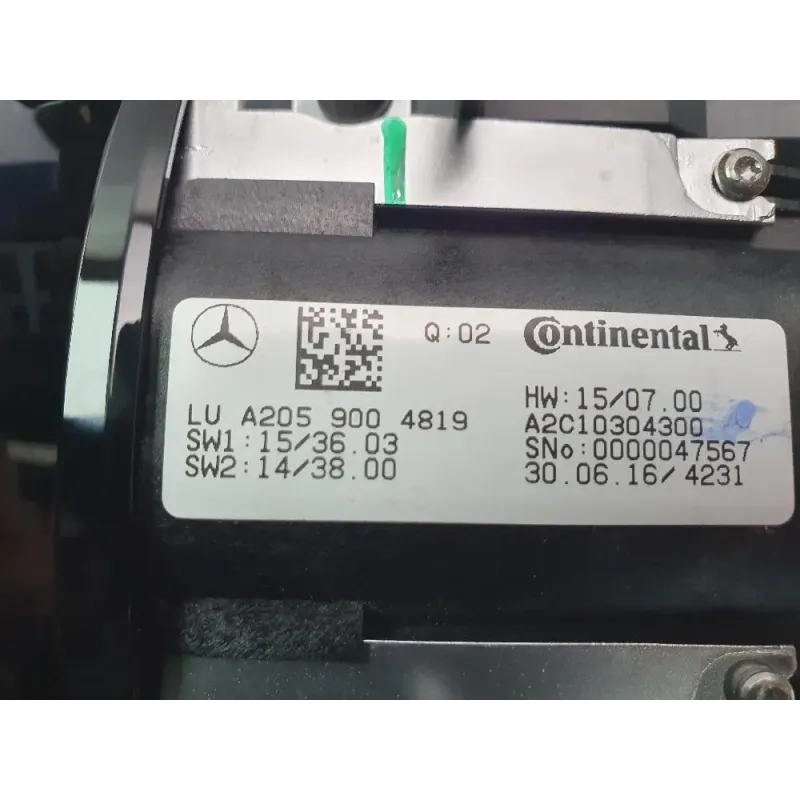 Q:02 Continental
LU A205 900 4819
SW1:15/36.03
SW2:14/38.00
HW:15/07.00
A2C10304300
SNo:0000047567
30.06.16/4231